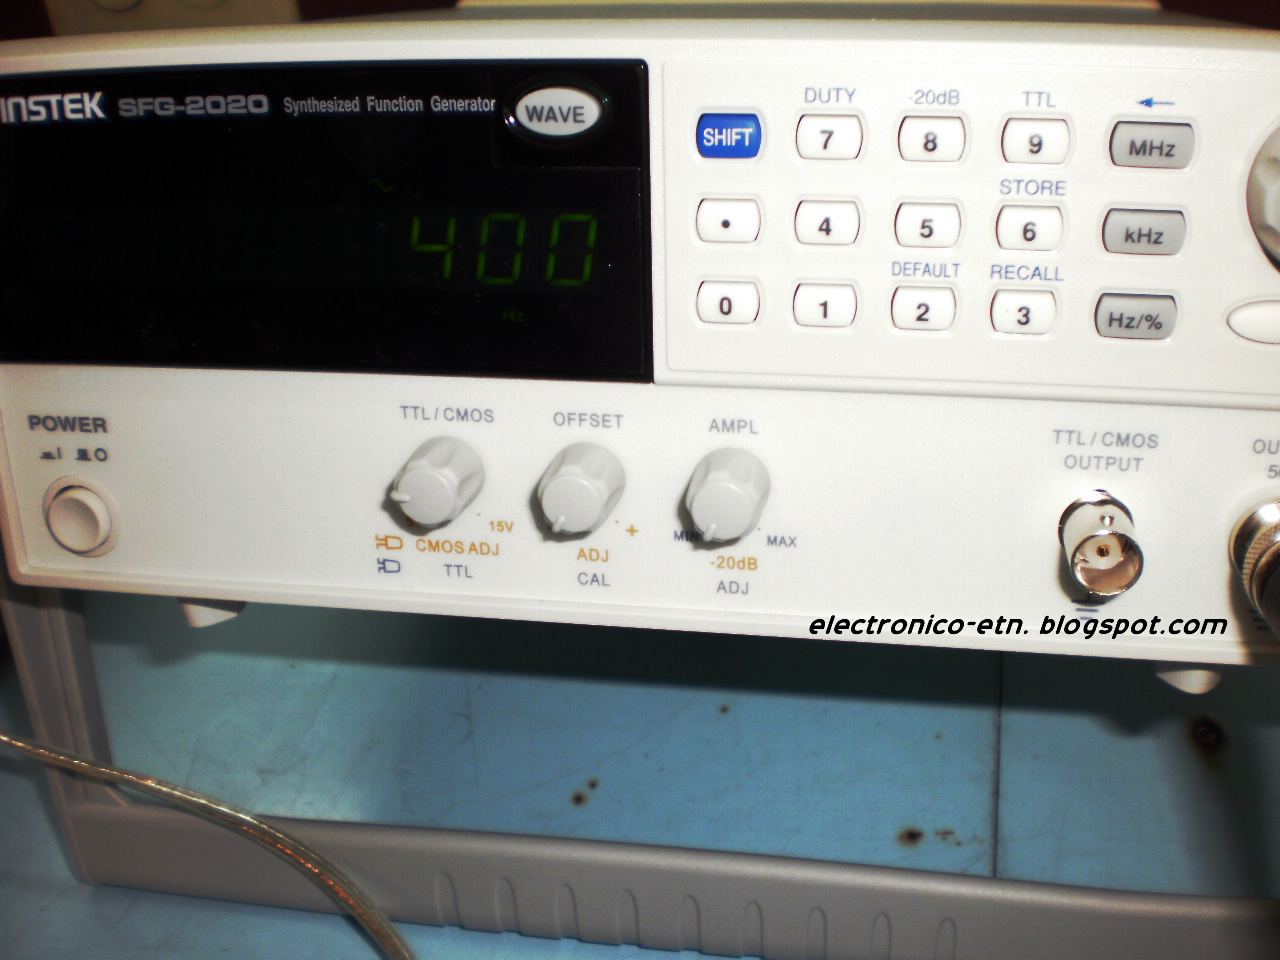 INSTEK SFG-2020 Synthesized Function Generator
WAVE
400
Hz
DUTY -20dB TTL
SHIFT 7 8 9 MHz
STORE
. 4 5 6 kHz
DEFAULT RECALL
0 1 2 3 Hz/%
POWER
I O
TTL/CMOS OFFSET AMPL
15V + MIN MAX
CMOS ADJ ADJ -20dB
TTL CAL ADJ
TTL/CMOS
OUTPUT
OU
50
electronico-etn. blogspot.com